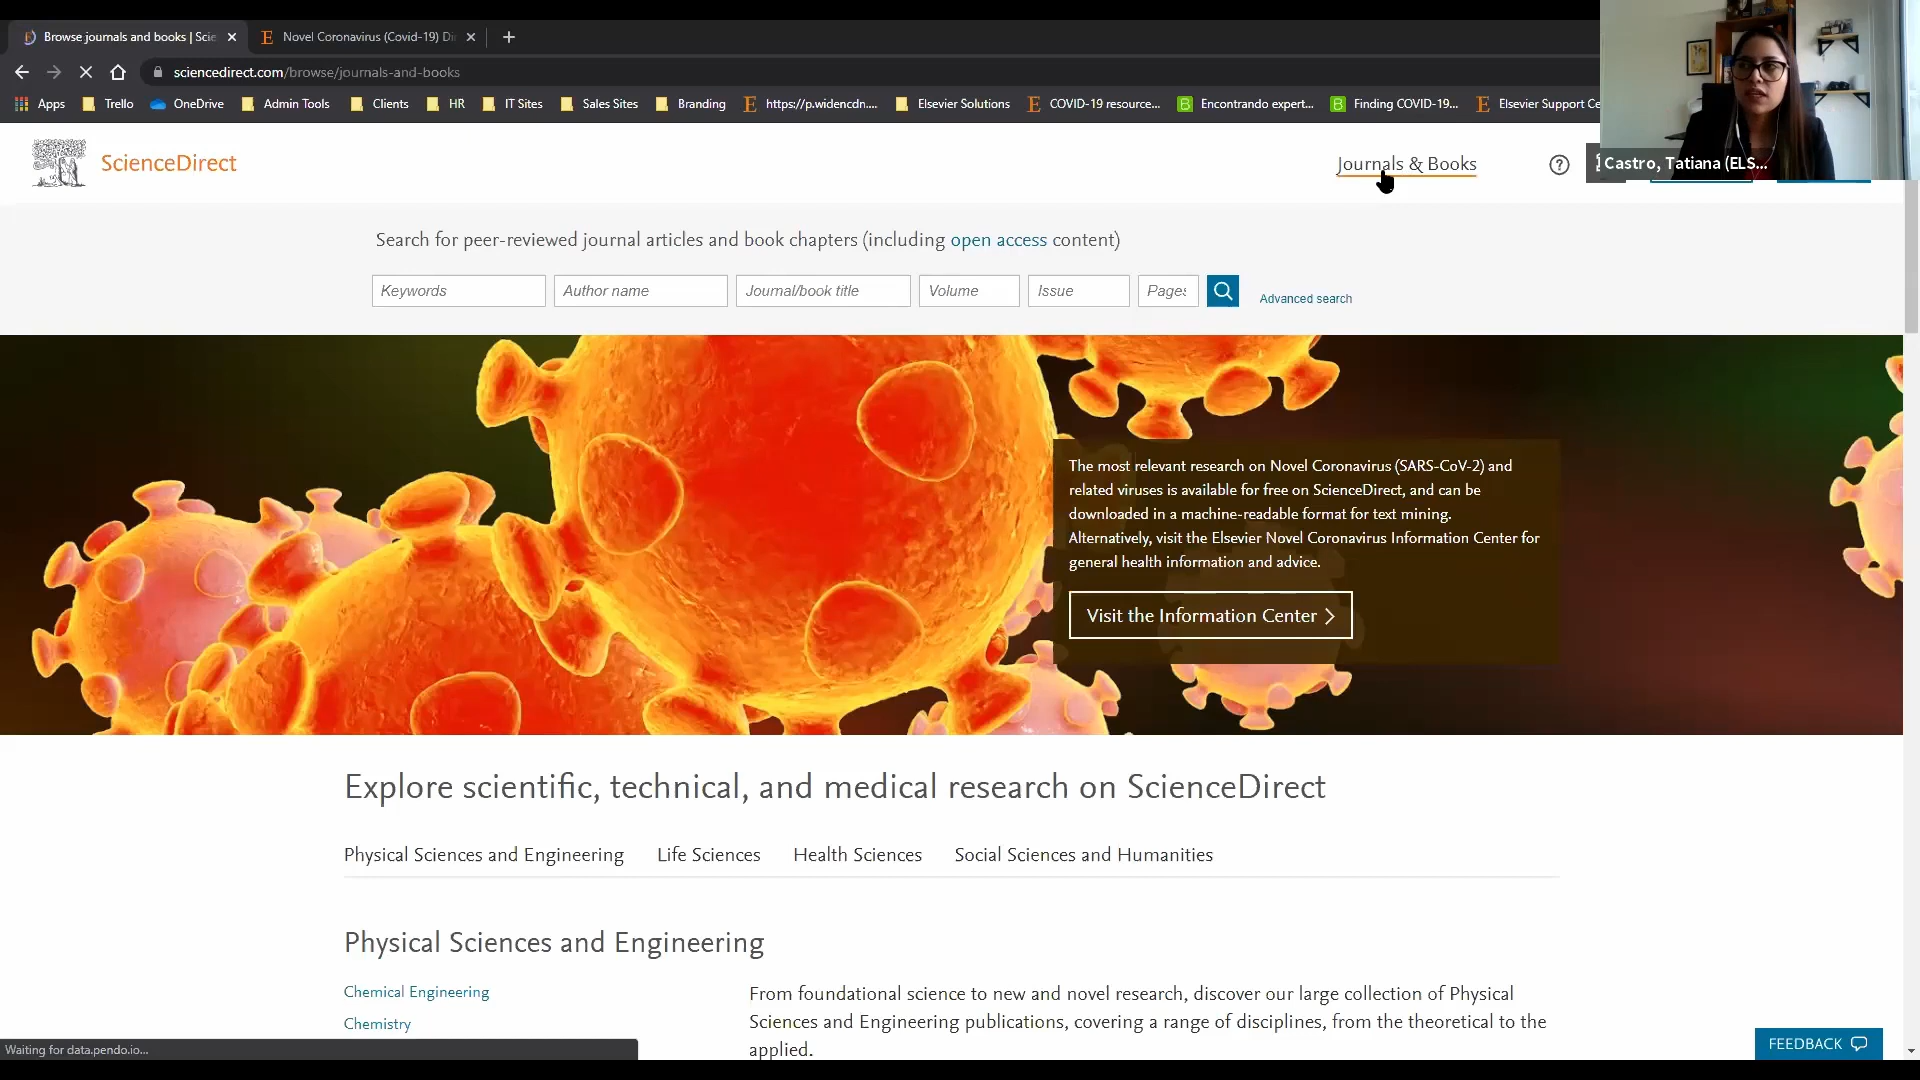 Browse journals and books | Scie
Novel Coronavirus (Covid-19) Di
sciencedirect.com/browse/journals-and-books
Apps
Trello
OneDrive
Admin Tools
Clients
HR
IT Sites
Sales Sites
Branding
https://p.widencdn....
Elsevier Solutions
COVID-19 resource...
Encontrando expert...
Finding COVID-19...
Elsevier Support Ce
ScienceDirect
Journals & Books
Castro, Tatiana (ELS...
Search for peer-reviewed journal articles and book chapters (including open access content)
Keywords
Author name
Journal/book title
Volume
Issue
Pages
Advanced search
The most relevant research on Novel Coronavirus (SARS-CoV-2) and
related viruses is available for free on ScienceDirect, and can be
downloaded in a machine-readable format for text mining.
Alternatively, visit the Elsevier Novel Coronavirus Information Center for
general health information and advice.
Visit the Information Center
Explore scientific, technical, and medical research on ScienceDirect
Physical Sciences and Engineering
Life Sciences
Health Sciences
Social Sciences and Humanities
Physical Sciences and Engineering
Chemical Engineering
Chemistry
From foundational science to new and novel research, discover our large collection of Physical
Sciences and Engineering publications, covering a range of disciplines, from the theoretical to the
applied.
Waiting for data.pendo.io...
FEEDBACK